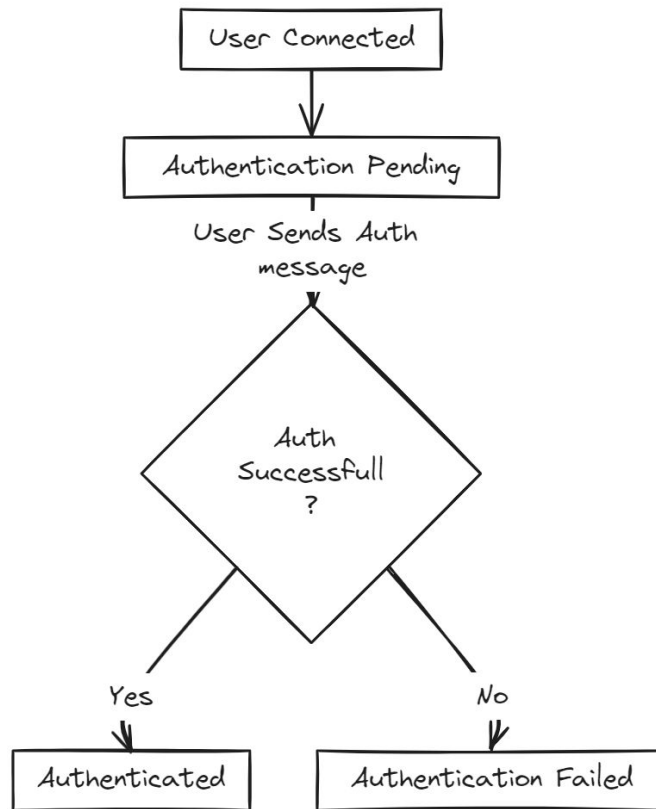 User Connected
Authentication Pending
User Sends Auth
message
Auth
Successfull
?
Yes
No
Authenticated
Authentication Failed